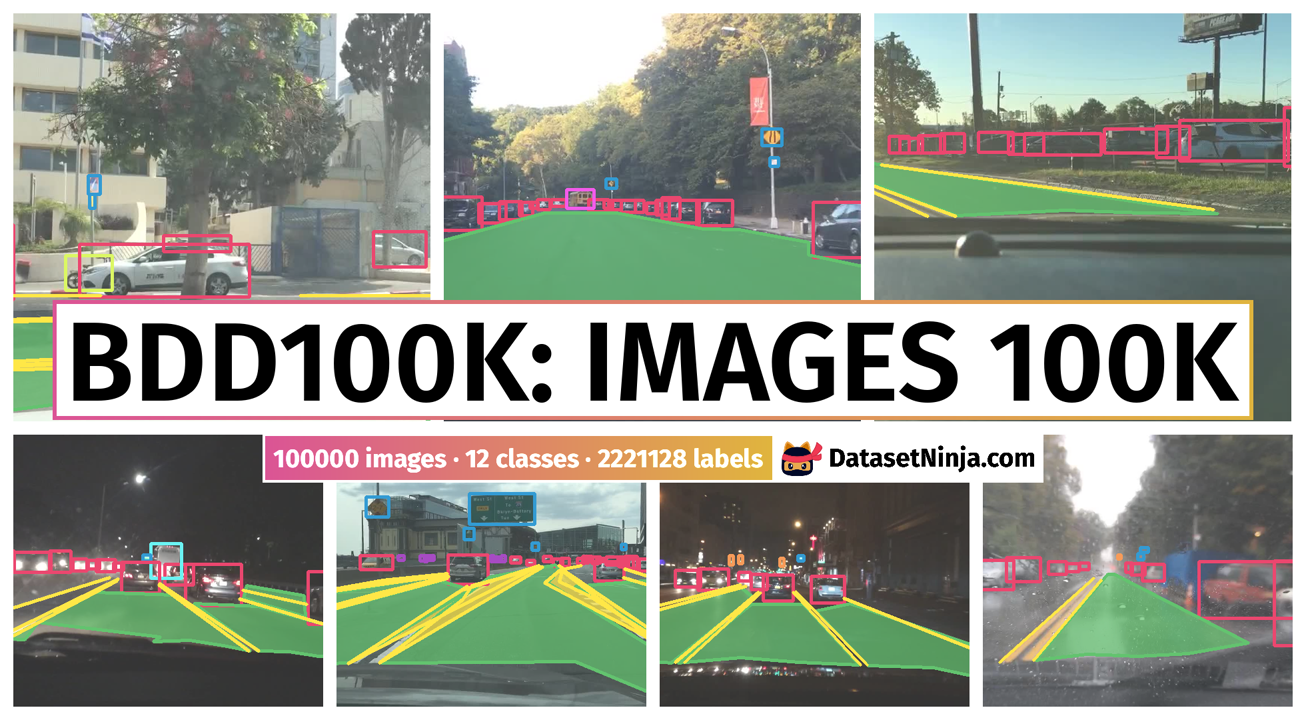 BDD100K: IMAGES 100K
100000 images · 12 classes · 2221128 labels
DatasetNinja.com